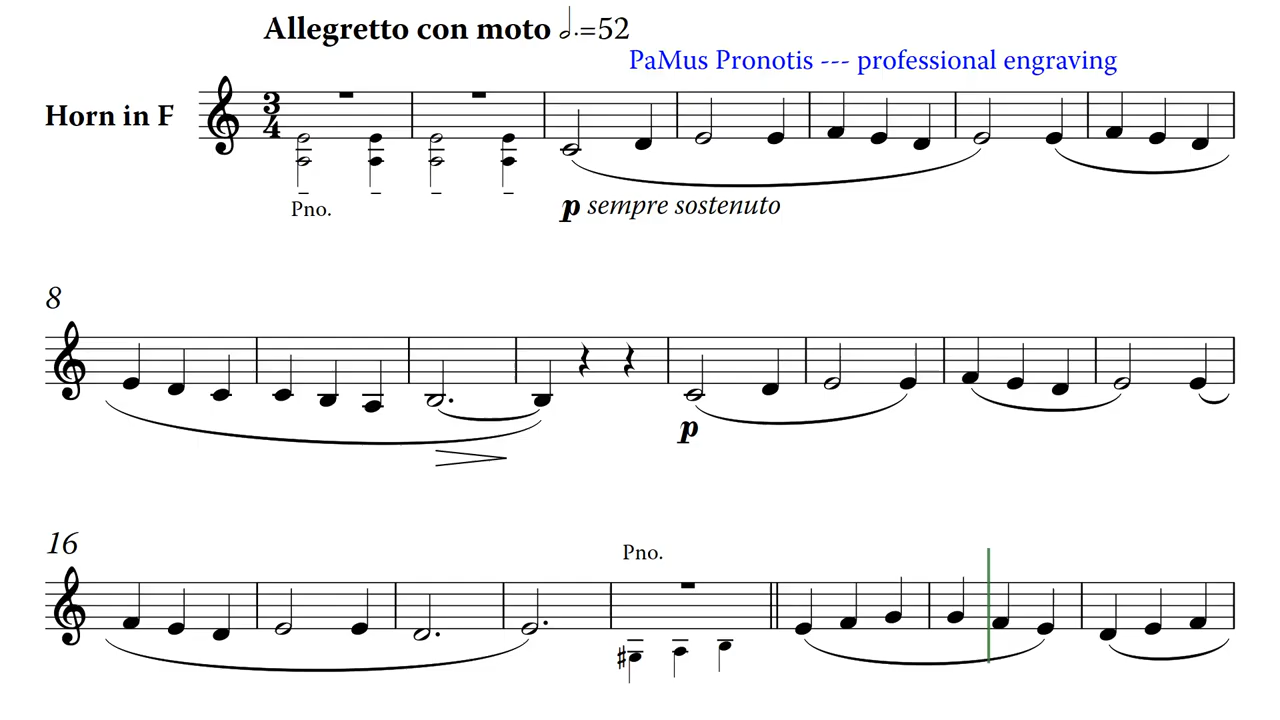 Allegretto con moto 𝅗𝅥.=52
PaMus Pronotis --- professional engraving
Horn in F
3
4
Pno.
p sempre sostenuto
8
p
16
Pno.